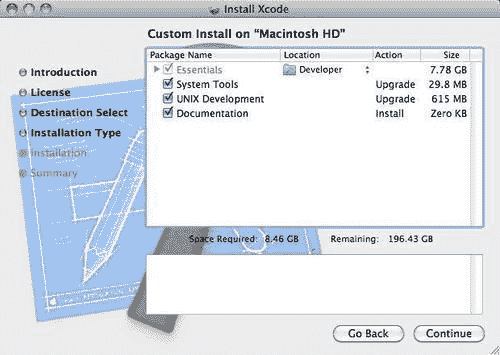 Install Xcode
Custom Install on “Macintosh HD”
Introduction
License
Destination Select
Installation Type
Installation
Summary
Package Name Location Action Size
Essentials Developer 7.78 GB
System Tools Upgrade 29.8 MB
UNIX Development Upgrade 615 MB
Documentation Install Zero KB
Space Required: 8.46 GB Remaining: 196.43 GB
Go Back Continue